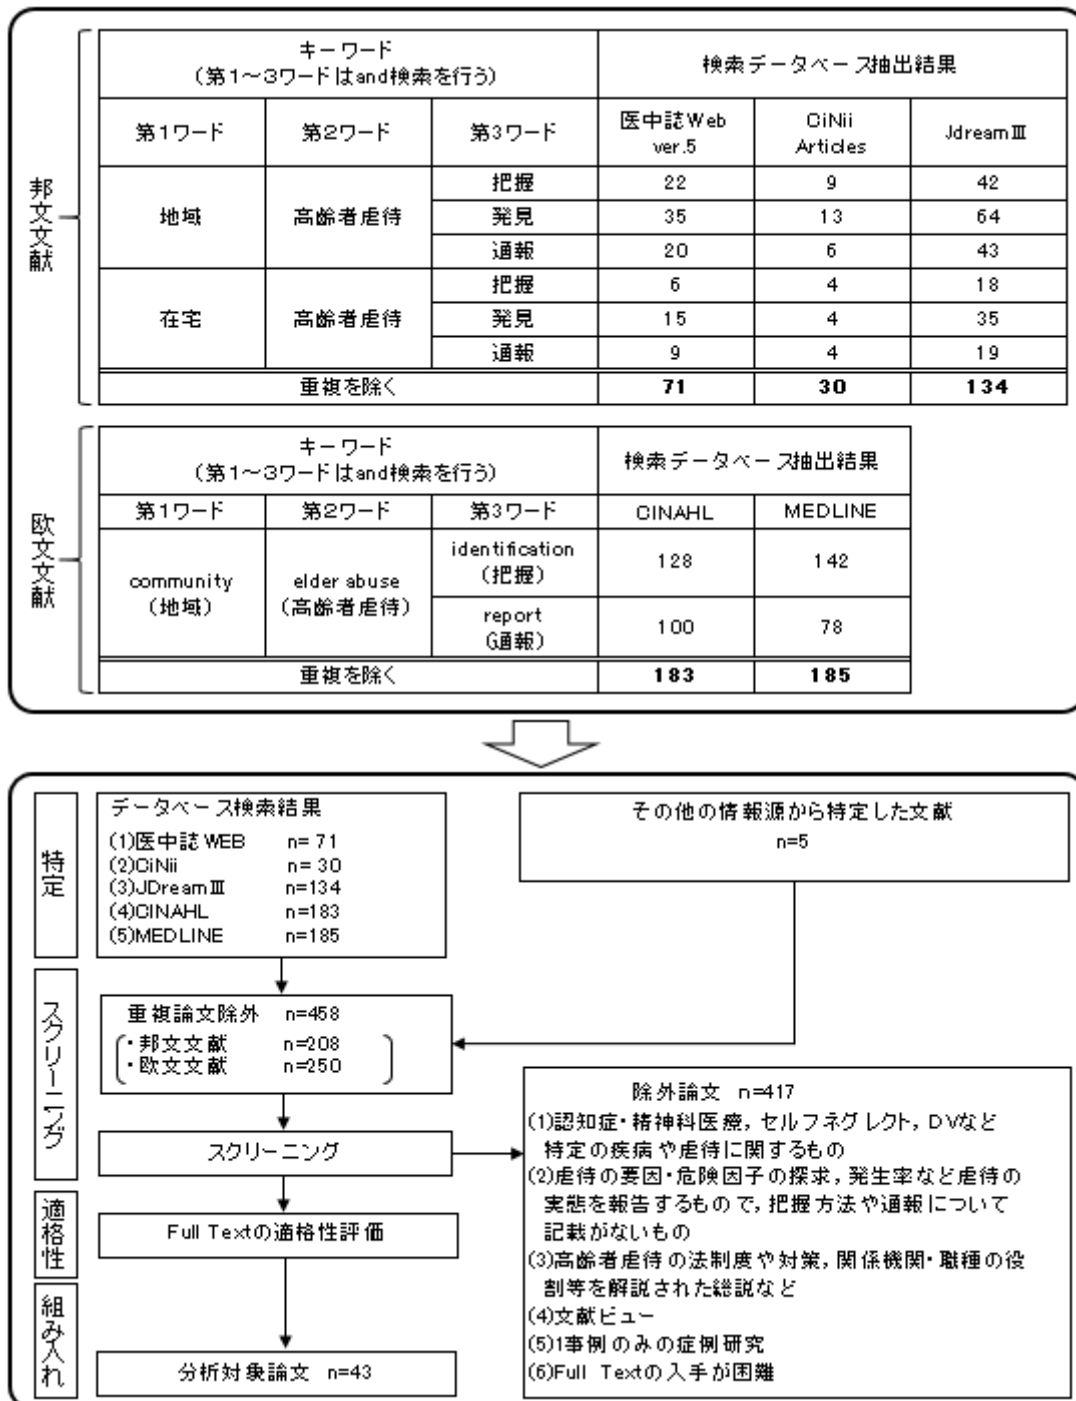 邦文文献
キーワード
(第1～3ワードはand検索を行う)
検索データベース抽出結果
第1ワード 第2ワード 第3ワード 医中誌Web ver.5 CiNii Articles JdreamⅢ
地域 高齢者虐待 把握 22 9 42
発見 35 13 64
通報 20 6 43
在宅 高齢者虐待 把握 6 4 18
発見 15 4 35
通報 9 4 19
重複を除く 71 30 134
欧文文献
キーワード
(第1～3ワードはand検索を行う)
検索データベース抽出結果
第1ワード 第2ワード 第3ワード CINAHL MEDLINE
community
(地域)
elder abuse
(高齢者虐待)
identification
(把握)
128 142
report
(通報)
100 78
重複を除く 183 185
特定
データベース検索結果
(1)医中誌WEB n= 71
(2)CiNii n= 30
(3)JDreamⅢ n=134
(4)CINAHL n=183
(5)MEDLINE n=185
その他の情報源から特定した文献
n=5
スクリーニング
重複論文除外 n=458
・邦文文献 n=208
・欧文文献 n=250
スクリーニング
除外論文 n=417
(1)認知症・精神科医療，セルフネグレクト，DVなど
特定の疾病や虐待に関するもの
(2)虐待の要因・危険因子の探求，発生率など虐待の
実態を報告するもので，把握方法や通報について
記載がないもの
(3)高齢者虐待の法制度や対策，関係機関・職種の役
割等を解説された総説など
(4)文献ビュー
(5)1事例のみの症例研究
(6)Full Textの入手が困難
適格性
Full Textの適格性評価
組み入れ
分析対象論文 n=43